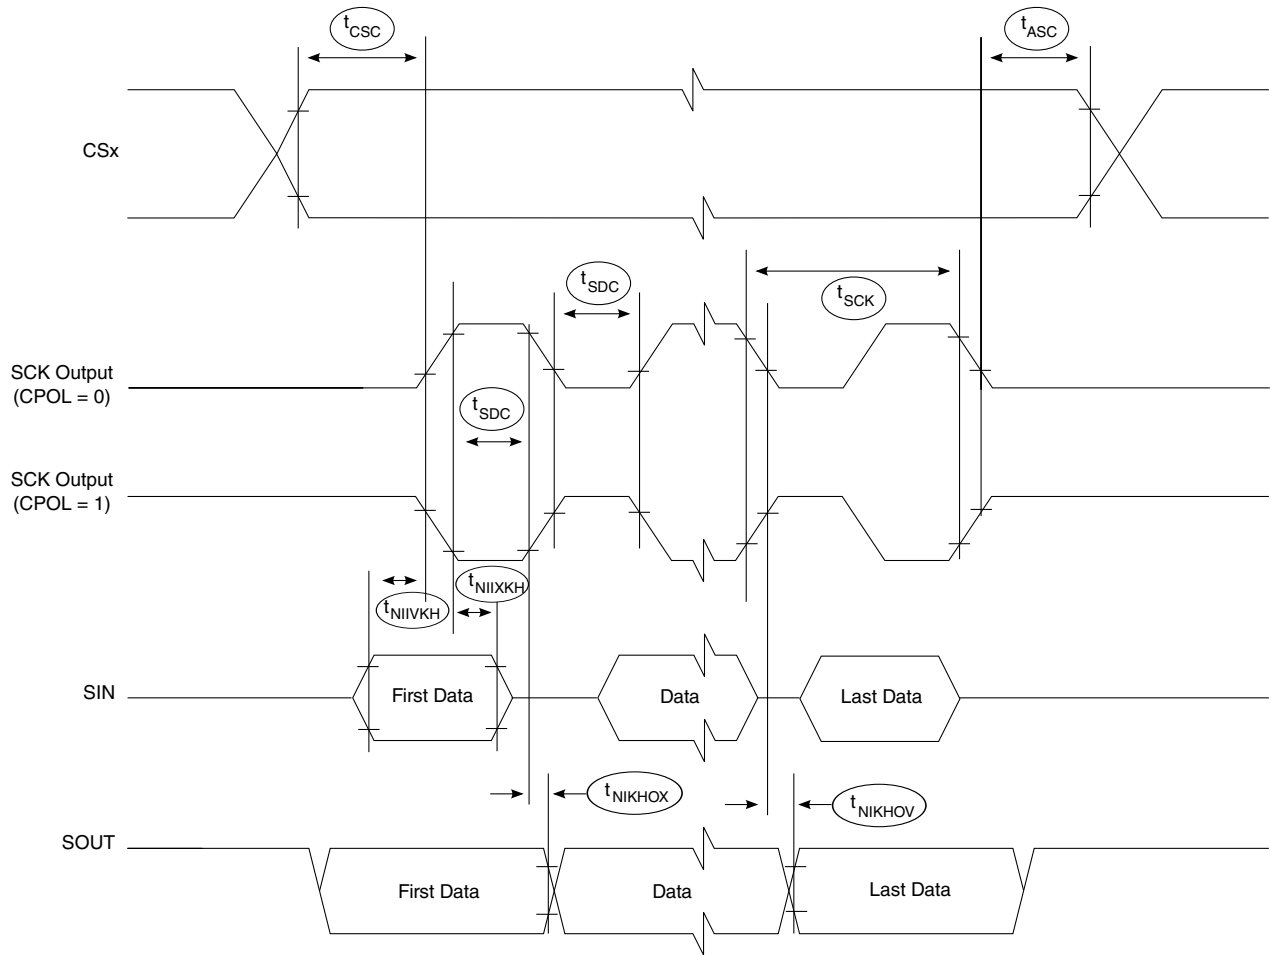 tCSC
tASC
CSx
tSDC
tSCK
SCK Output
(CPOL = 0)
tSDC
SCK Output
(CPOL = 1)
tNIIVKH
tNIIXKH
SIN
First Data
Data
Last Data
tNIKHOX
tNIKHOV
SOUT
First Data
Data
Last Data